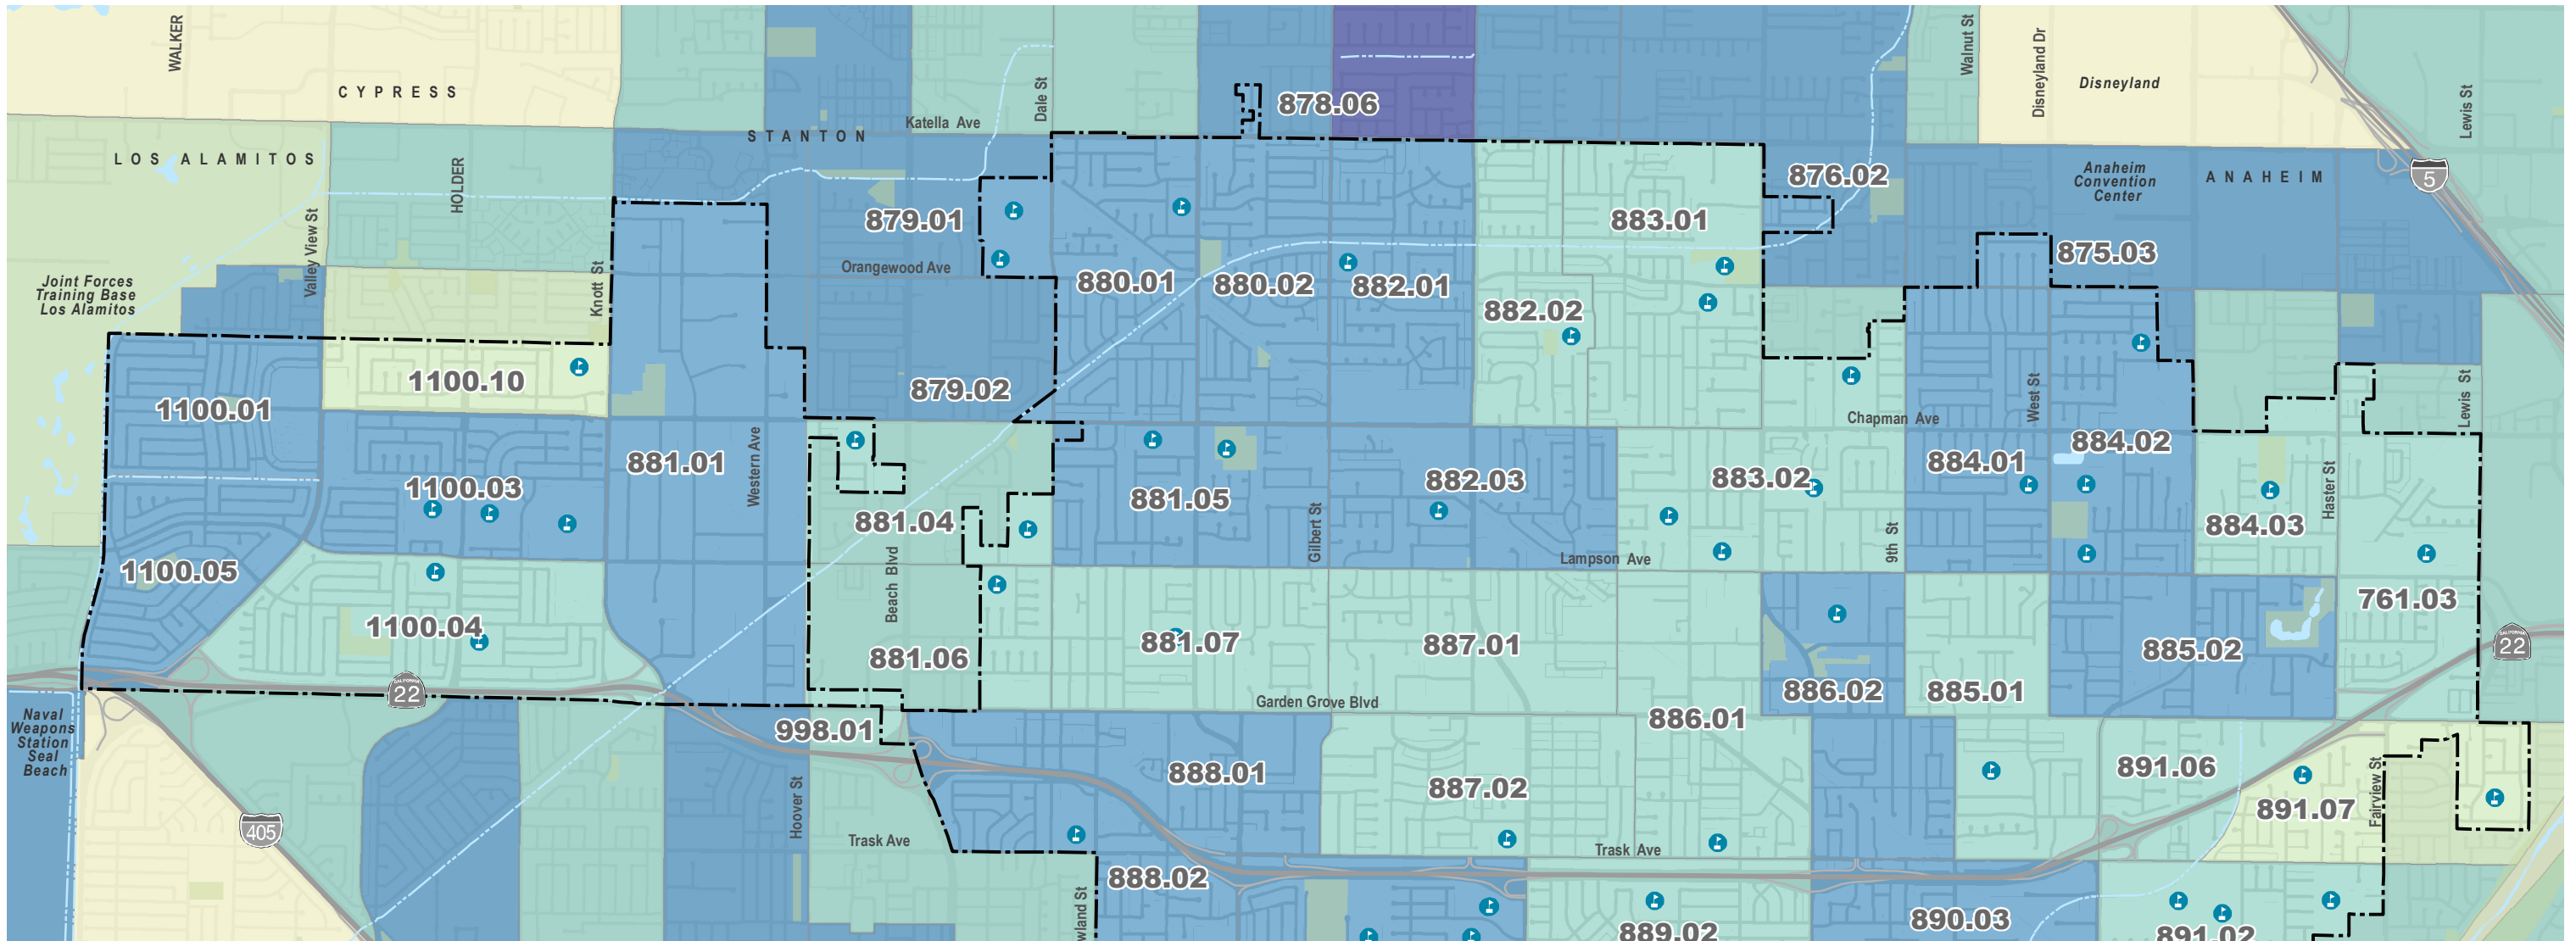 WALKER
CYPRESS
Dale St
878.06
Walnut St
Disneyland Dr
Disneyland
Lewis St
Katella Ave
STANTON
LOS ALAMITOS
HOLDER
876.02
Anaheim
Convention
Center
ANAHEIM
5
Valley View St
879.01
883.01
Joint Forces
Training Base
Los Alamitos
Knott St
Orangewood Ave
880.01
880.02
882.01
882.02
875.03
1100.10
879.02
1100.01
Chapman Ave
West St
Lewis St
884.02
881.01
Western Ave
1100.03
881.05
882.03
883.02
884.01
881.04
Gilbert St
9th St
Haster St
884.03
Lampson Ave
1100.05
Beach Blvd
1100.04
881.06
881.07
887.01
885.02
761.03
CALIFORNIA
22
CALIFORNIA
22
886.02
885.01
Garden Grove Blvd
886.01
Naval
Weapons
Station
Seal
Beach
998.01
888.01
887.02
891.06
891.07
Fairview St
405
Hoover St
Trask Ave
Trask Ave
888.02
wland St
889.02
890.03
891.02